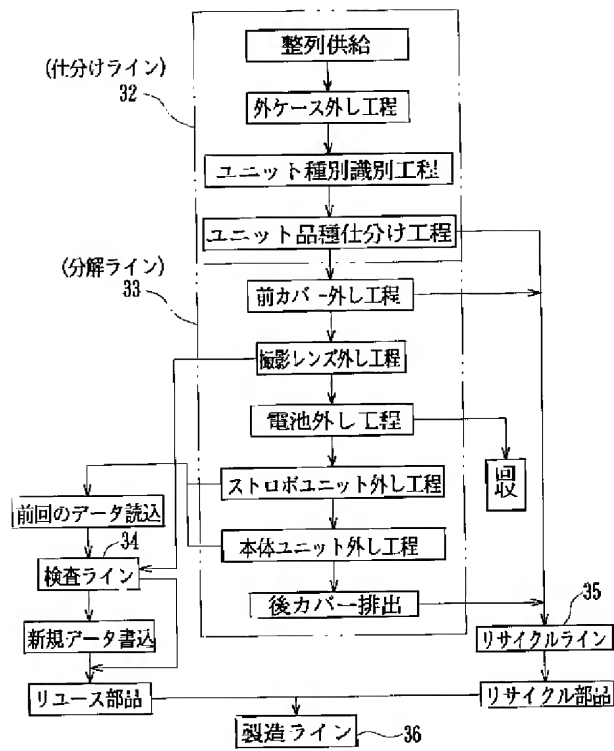 整列供給
(仕分けライン)
32
外ケース外し工程
ユニット種別識別工程
ユニット品種仕分け工程
(分解ライン)
33
前カバー外し工程
撮影レンズ外し工程
電池外し工程
回収
ストロボユニット外し工程
前回のデータ読込
34
本体ユニット外し工程
検査ライン
後カバー排出
35
新規データ書込
リサイクルライン
リユース部品
リサイクル部品
製造ライン
36